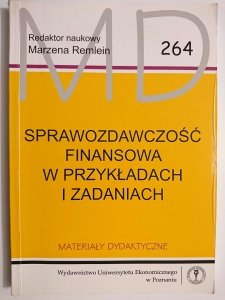 MD
Redaktor naukowy
Marzena Remlein
264
SPRAWOZDAWCZOŚĆ
FINANSOWA
W PRZYKŁADACH
I ZADANIACH
MATERIAŁY DYDAKTYCZNE
Wydawnictwo Uniwersytetu Ekonomicznego
w Poznaniu